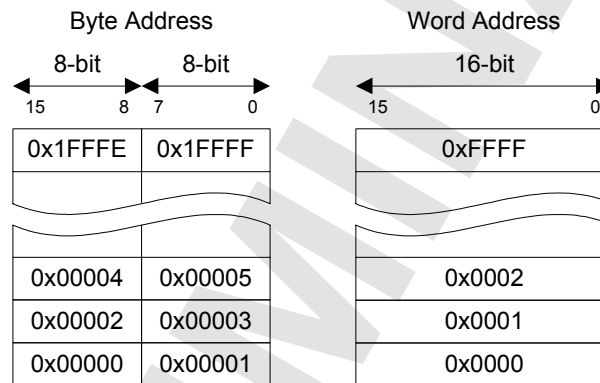 Byte Address Word Address
8-bit 8-bit 16-bit
15 8 7 0 15 0
0x1FFFE 0x1FFFF 0xFFFF
0x00004 0x00005 0x0002
0x00002 0x00003 0x0001
0x00000 0x00001 0x0000